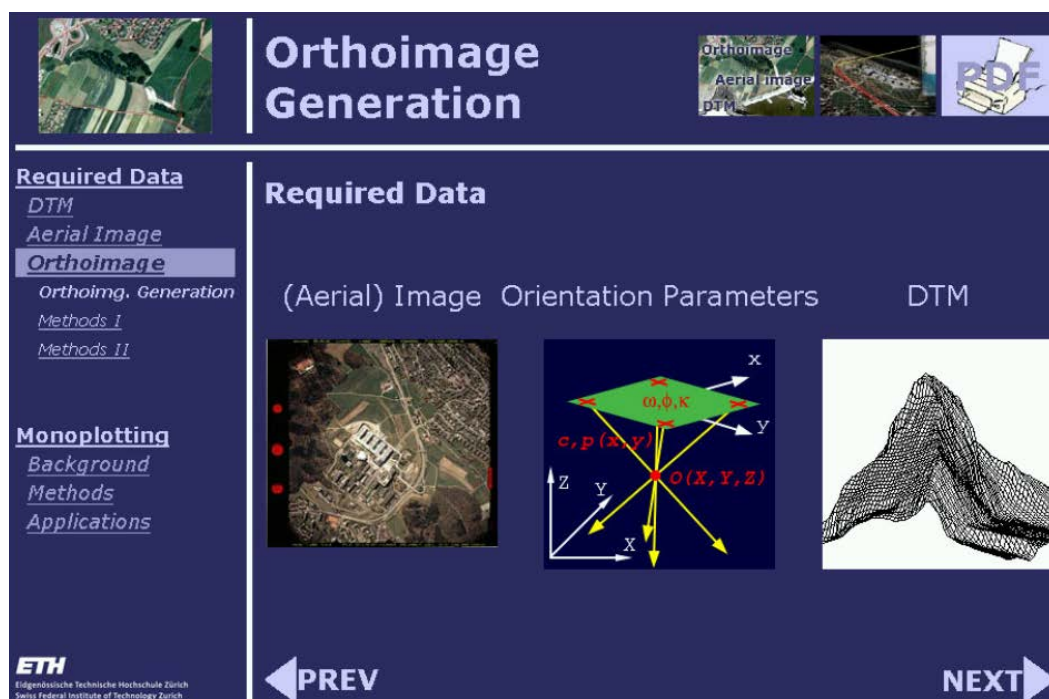 Orthoimage
Generation
Orthoimage
Aerial image
DTM
PDF
Required Data
DTM
Aerial Image
Orthoimage
Orthoimg. Generation
Methods I
Methods II
Monoplotting
Background
Methods
Applications
ETH
Eidgenössische Technische Hochschule Zürich
Swiss Federal Institute of Technology Zurich
Required Data
(Aerial) Image Orientation Parameters DTM
x
ω,ϕ,κ
y
c,p(x,y)
O(X,Y,Z)
Z
Y
X
PREV
NEXT